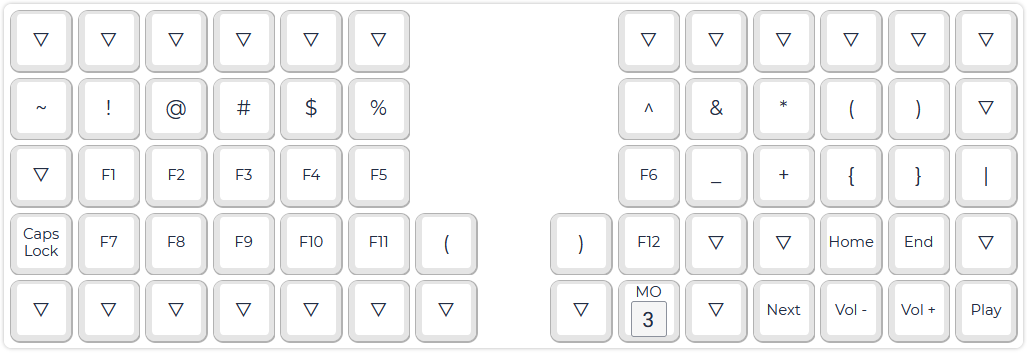 ▽ ▽ ▽ ▽ ▽ ▽ ▽ ▽ ▽ ▽ ▽ ▽
~ ! @ # $ % ^ & * ( ) ▽
▽ F1 F2 F3 F4 F5 F6 _ + { } |
Caps Lock F7 F8 F9 F10 F11 ( ) F12 ▽ ▽ Home End ▽
▽ ▽ ▽ ▽ ▽ ▽ ▽ ▽ MO 3 ▽ Next Vol - Vol + Play